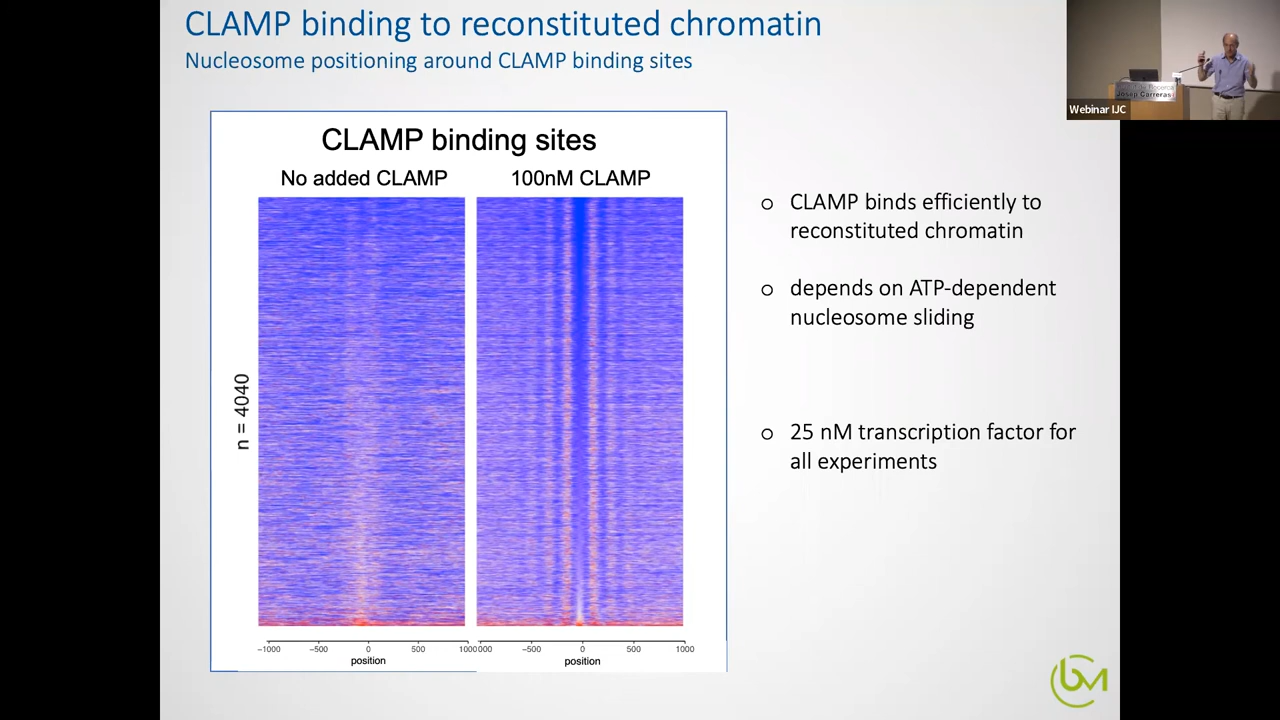 CLAMP binding to reconstituted chromatin
Nucleosome positioning around CLAMP binding sites
CLAMP binding sites
No added CLAMP
100nM CLAMP
n = 4040
-1000 -500 0 500 1000
position
-500 0 500 1000
position
o CLAMP binds efficiently to
reconstituted chromatin
o depends on ATP-dependent
nucleosome sliding
o 25 nM transcription factor for
all experiments
Josep Carreras
Webinar IJC
bm